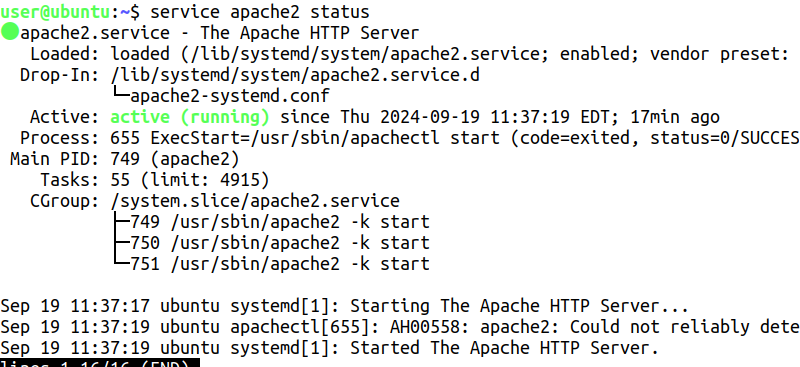 user@ubuntu:~$ service apache2 status
●apache2.service - The Apache HTTP Server
   Loaded: loaded (/lib/systemd/system/apache2.service; enabled; vendor preset:
  Drop-In: /lib/systemd/system/apache2.service.d
           └─apache2-systemd.conf
   Active: active (running) since Thu 2024-09-19 11:37:19 EDT; 17min ago
  Process: 655 ExecStart=/usr/sbin/apachectl start (code=exited, status=0/SUCCES
 Main PID: 749 (apache2)
    Tasks: 55 (limit: 4915)
   CGroup: /system.slice/apache2.service
           ├─749 /usr/sbin/apache2 -k start
           ├─750 /usr/sbin/apache2 -k start
           └─751 /usr/sbin/apache2 -k start

Sep 19 11:37:17 ubuntu systemd[1]: Starting The Apache HTTP Server...
Sep 19 11:37:19 ubuntu apachectl[655]: AH00558: apache2: Could not reliably dete
Sep 19 11:37:19 ubuntu systemd[1]: Started The Apache HTTP Server.
lines 1-16/16 (END)